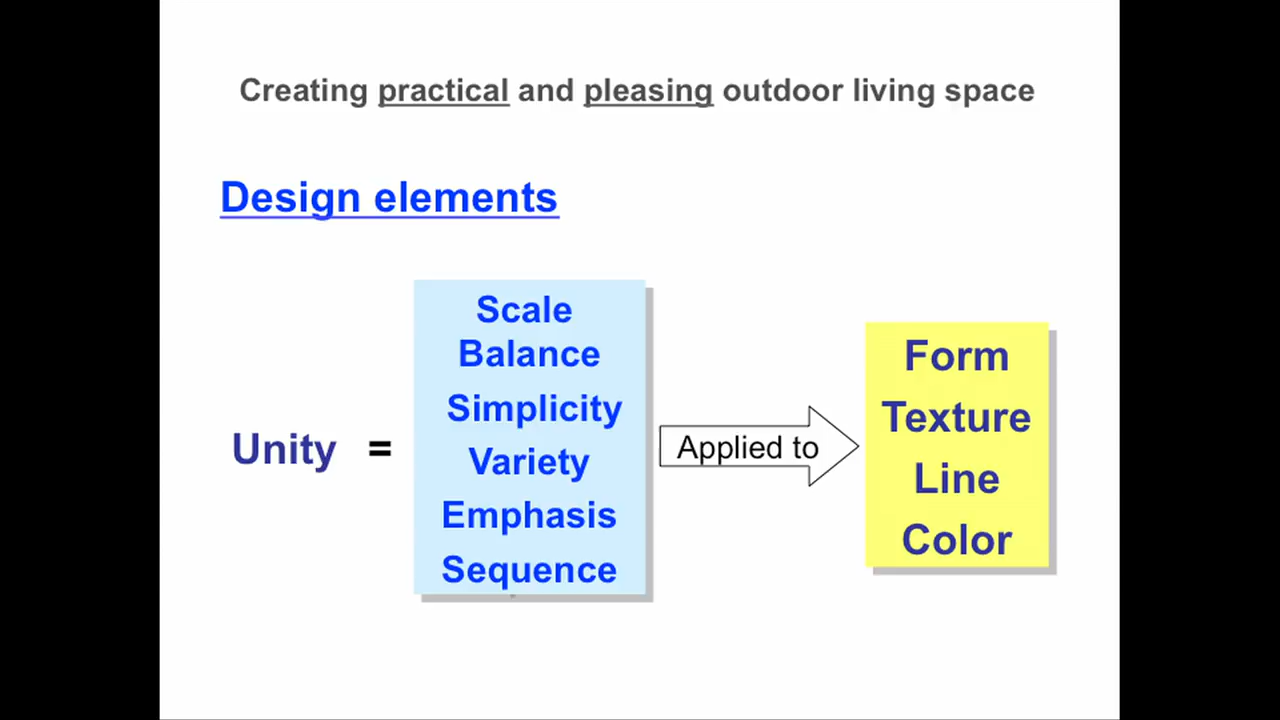 Creating practical and pleasing outdoor living space
Design elements
Unity =
Scale
Balance
Simplicity
Variety
Emphasis
Sequence
Applied to
Form
Texture
Line
Color